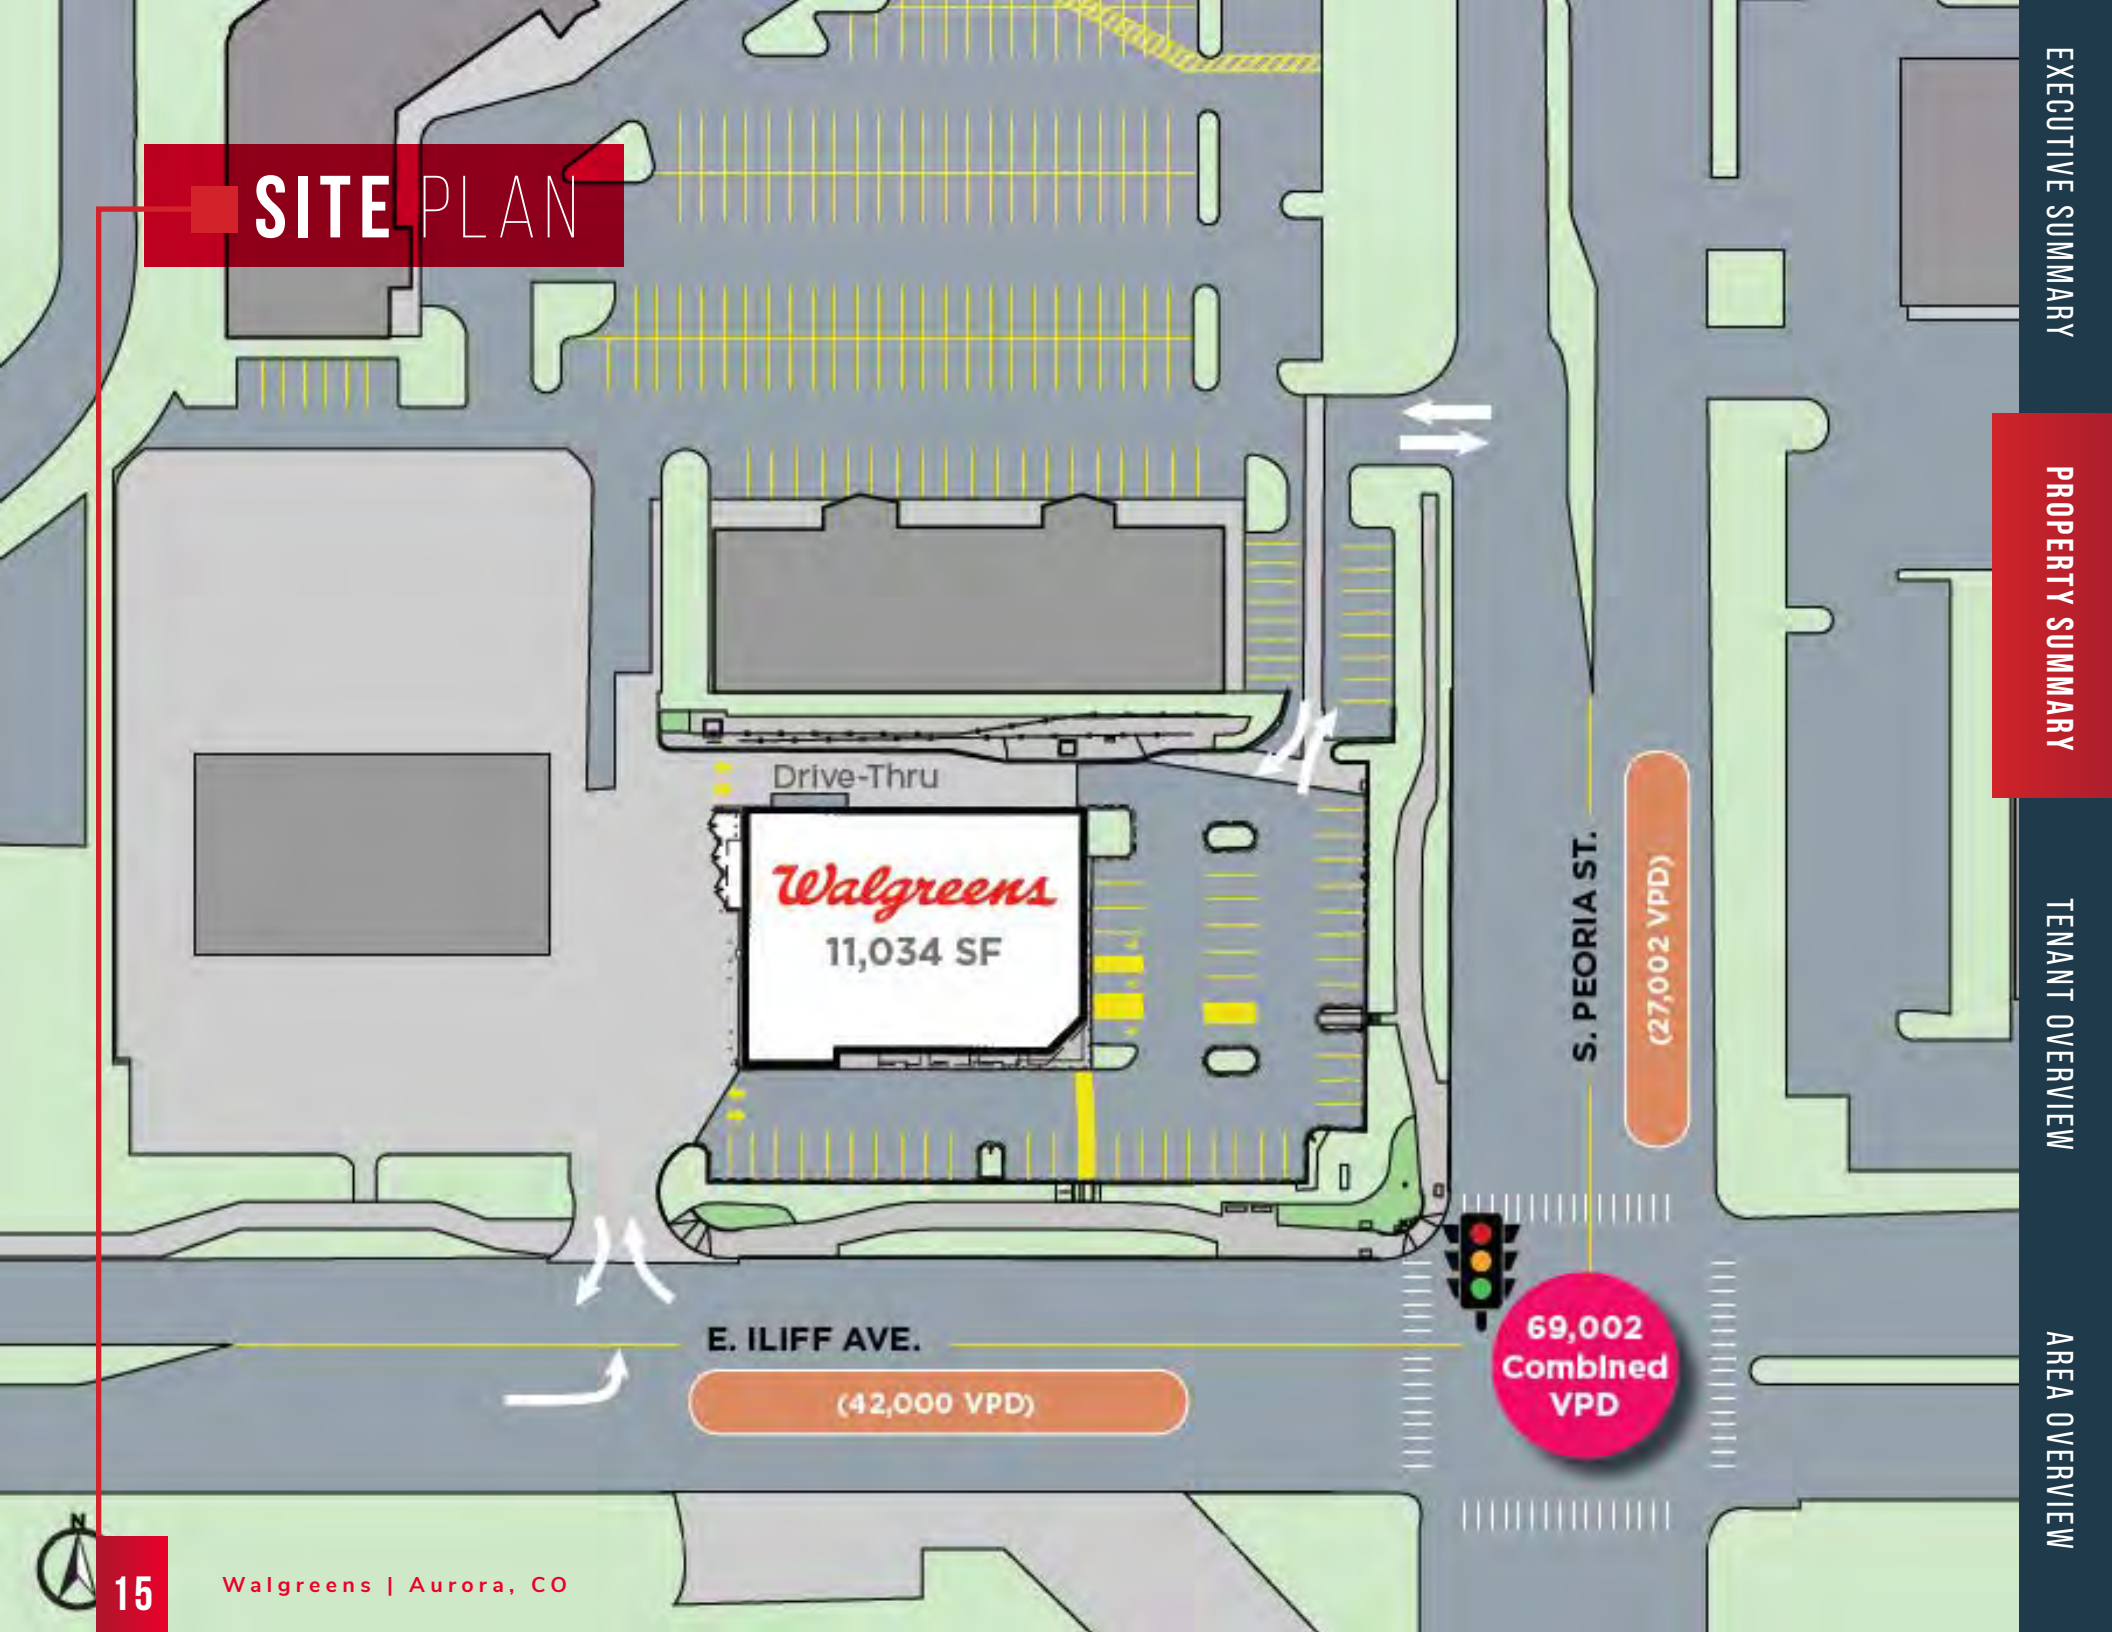 SITE PLAN
Drive-Thru
Walgreens
11,034 SF
S. PEORIA ST.
(27,002 VPD)
E. ILIFF AVE.
(42,000 VPD)
69,002
Combined
VPD
N
15
Walgreens | Aurora, CO
EXECUTIVE SUMMARY
PROPERTY SUMMARY
TENANT OVERVIEW
AREA OVERVIEW